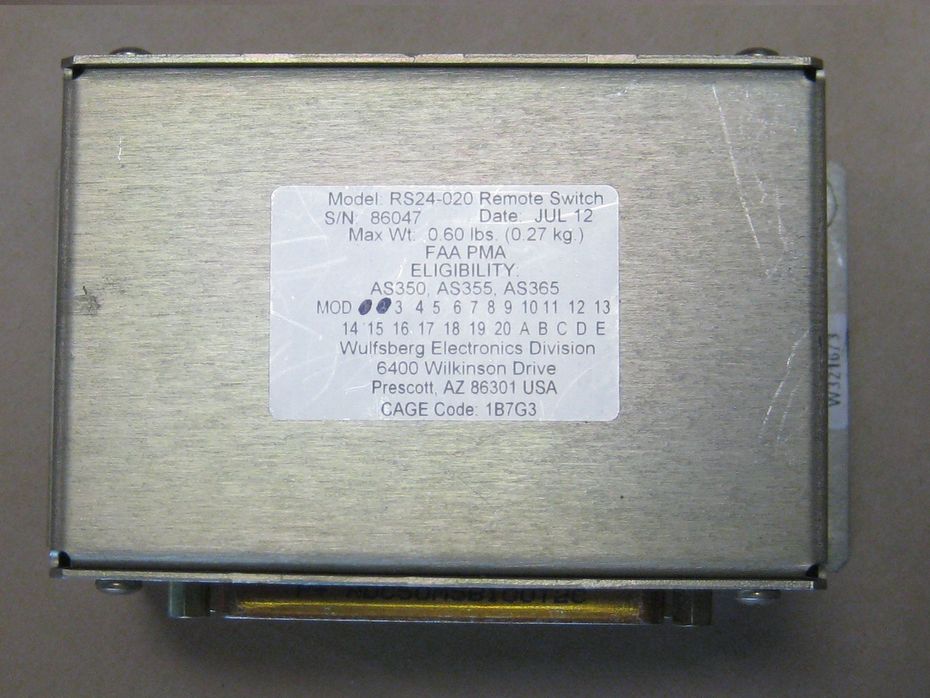 Model: RS24-020 Remote Switch
S/N: 86047 Date: JUL 12
Max Wt: 0.60 lbs. (0.27 kg.)
FAA PMA
ELIGIBILITY:
AS350, AS355, AS365
MOD 3 4 5 6 7 8 9 10 11 12 13
14 15 16 17 18 19 20 A B C D E
Wulfsberg Electronics Division
6400 Wilkinson Drive
Prescott, AZ 86301 USA
CAGE Code: 1B7G3